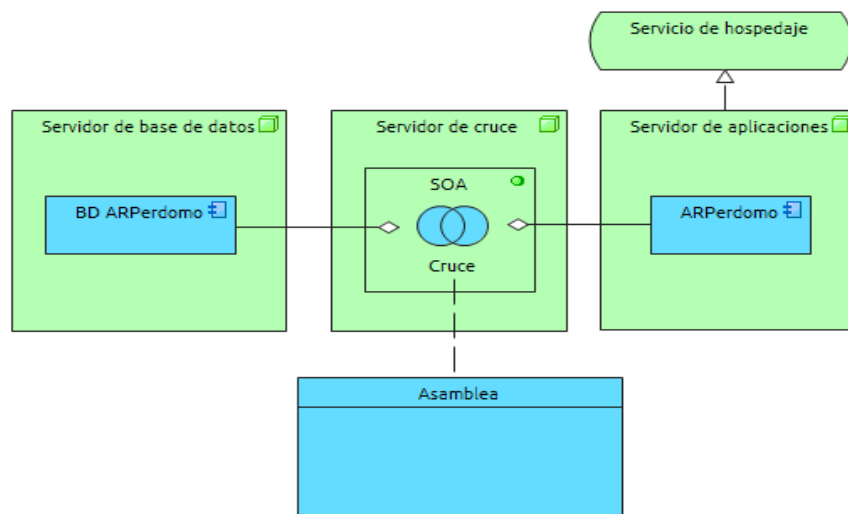 Servicio de hospedaje
Servidor de base de datos
Servidor de cruce
Servidor de aplicaciones
BD ARPerdomo
SOA
ARPerdomo
Cruce
Asamblea